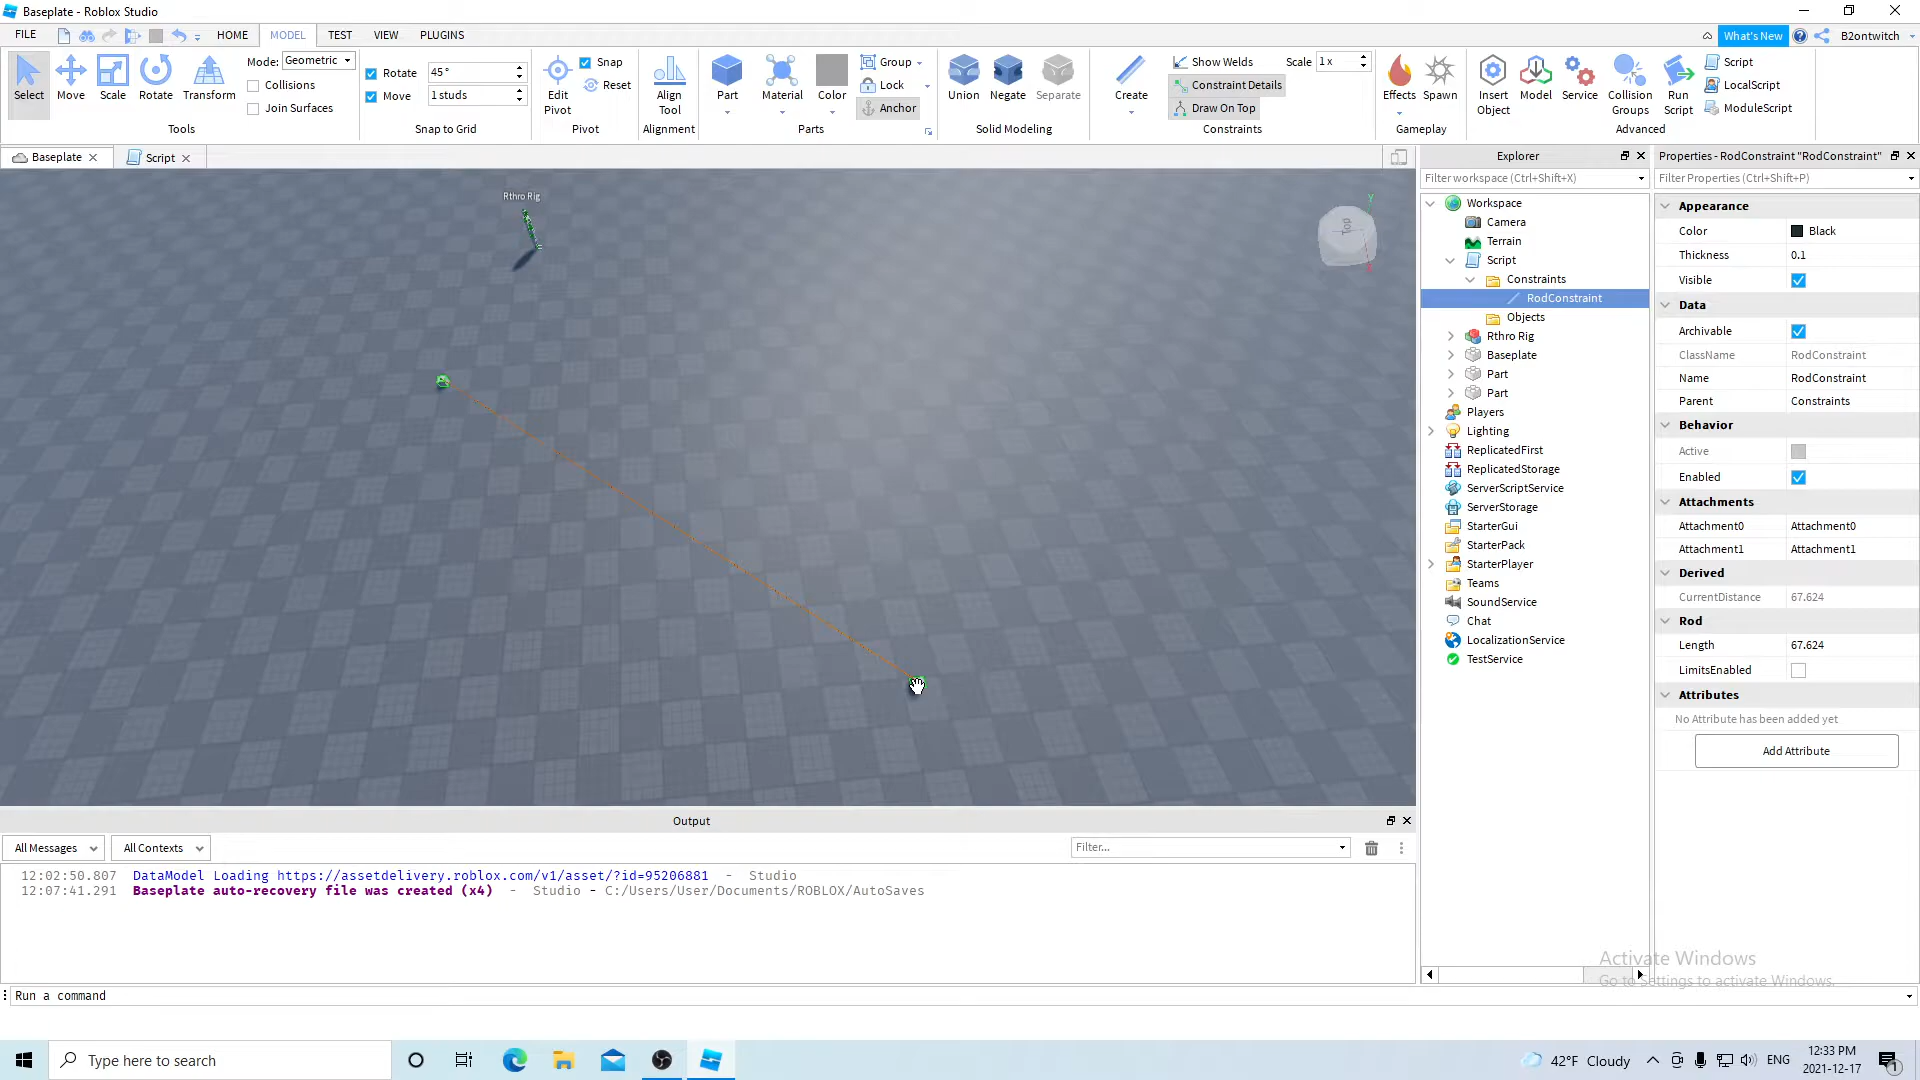 Baseplate - Roblox Studio
FILE HOME MODEL TEST VIEW PLUGINS What's New B2ontwitch
Select Move Scale Rotate Transform
Mode: Geometric
Collisions
Join Surfaces
Tools
Rotate 45°
Move 1 studs
Snap to Grid
Edit Pivot
Snap
Reset
Pivot
Align Tool
Alignment
Part Material Color
Group
Lock
Anchor
Parts
Union Negate Separate
Solid Modeling
Create
Show Welds
Constraint Details
Draw On Top
Scale 1 x
Constraints
Effects Spawn
Gameplay
Insert Object
Model Service
Collision Groups
Run Script
Script
LocalScript
ModuleScript
Advanced
Baseplate Script
Rthro Rig
Top
Y
Explorer
Filter workspace (Ctrl+Shift+X)
Workspace
Camera
Terrain
Script
Constraints
RodConstraint
Objects
Rthro Rig
Baseplate
Part
Part
Players
Lighting
ReplicatedFirst
ReplicatedStorage
ServerScriptService
ServerStorage
StarterGui
StarterPack
StarterPlayer
Teams
SoundService
Chat
LocalizationService
TestService
Properties - RodConstraint "RodConstraint"
Filter Properties (Ctrl+Shift+P)
Appearance
Color Black
Thickness 0.1
Visible
Data
Archivable
ClassName RodConstraint
Name RodConstraint
Parent Constraints
Behavior
Active
Enabled
Attachments
Attachment0 Attachment0
Attachment1 Attachment1
Derived
CurrentDistance 67.624
Rod
Length 67.624
LimitsEnabled
Attributes
No Attribute has been added yet
Add Attribute
Output
All Messages All Contexts Filter...
12:02:50.807 DataModel Loading https://assetdelivery.roblox.com/v1/asset/?id=95206881 - Studio
12:07:41.291 Baseplate auto-recovery file was created (x4) - Studio - C:/Users/User/Documents/ROBLOX/AutoSaves
Run a command
Activate Windows
Go to Settings to activate Windows.
Type here to search
42°F Cloudy
ENG
12:33 PM
2021-12-17
1